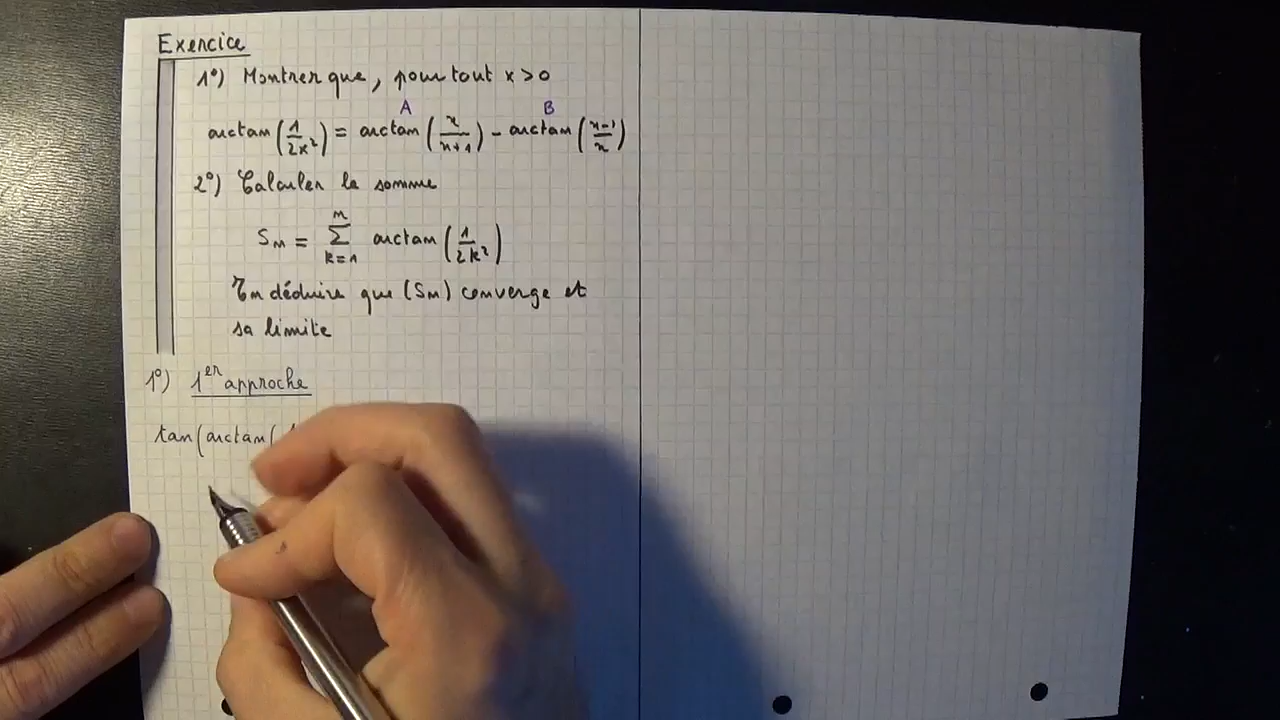 Exercice
1°) Montrer que, pour tout x > 0
A B
arctan(1/2x²) = arctan(x/x+1) - arctan(x-1/x)
2°) Calculer la somme
Sn = Σ_{k=1}^{n} arctan(1/2k²)
En déduire que (Sn) converge et
sa limite
1°) 1er approche
tan(arctan(